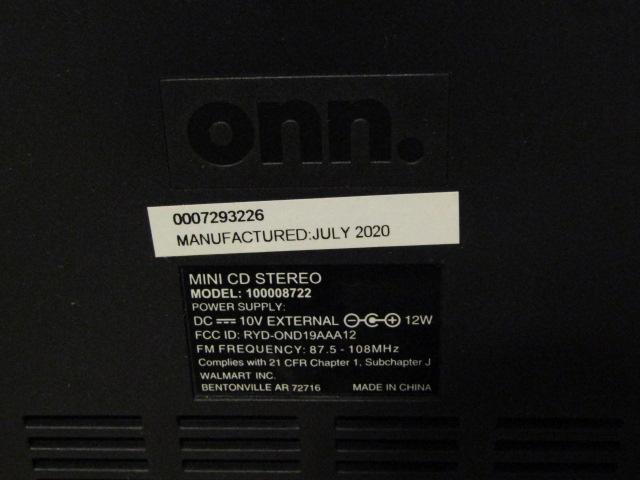 onn.
0007293226
MANUFACTURED:JULY 2020
MINI CD STEREO
MODEL: 100008722
POWER SUPPLY:
DC ⎓ 10V EXTERNAL 12W
FCC ID: RYD-OND19AAA12
FM FREQUENCY: 87.5 - 108MHz
Complies with 21 CFR Chapter 1, Subchapter J
WALMART INC.
BENTONVILLE AR 72716 MADE IN CHINA